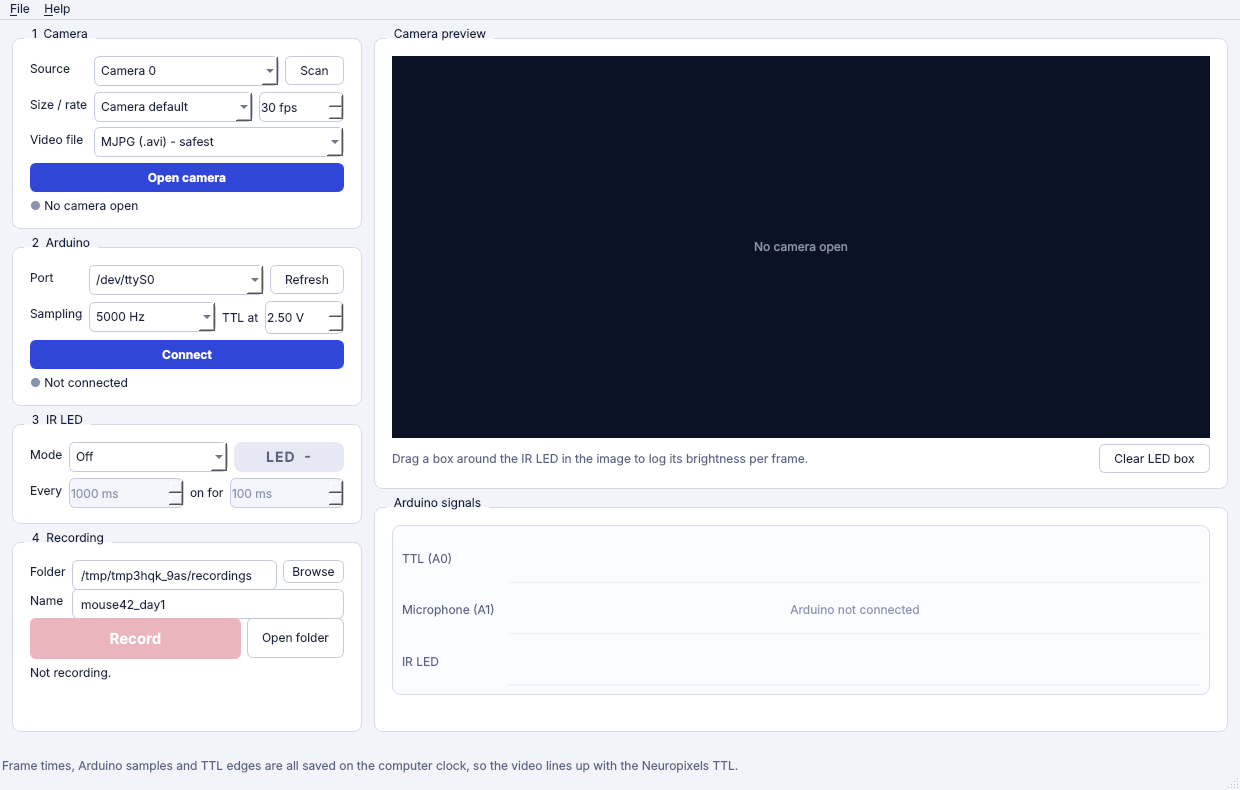 File Help
1 Camera
Source Camera 0 Scan
Size / rate Camera default 30 fps
Video file MJPG (.avi) - safest
Open camera
No camera open
2 Arduino
Port /dev/ttyS0 Refresh
Sampling 5000 Hz TTL at 2.50 V
Connect
Not connected
3 IR LED
Mode Off LED -
Every 1000 ms on for 100 ms
4 Recording
Folder /tmp/tmp3hqk_9as/recordings Browse
Name mouse42_day1
Record Open folder
Not recording.
Camera preview
No camera open
Drag a box around the IR LED in the image to log its brightness per frame. Clear LED box
Arduino signals
TTL (A0)
Microphone (A1) Arduino not connected
IR LED
Frame times, Arduino samples and TTL edges are all saved on the computer clock, so the video lines up with the Neuropixels TTL.